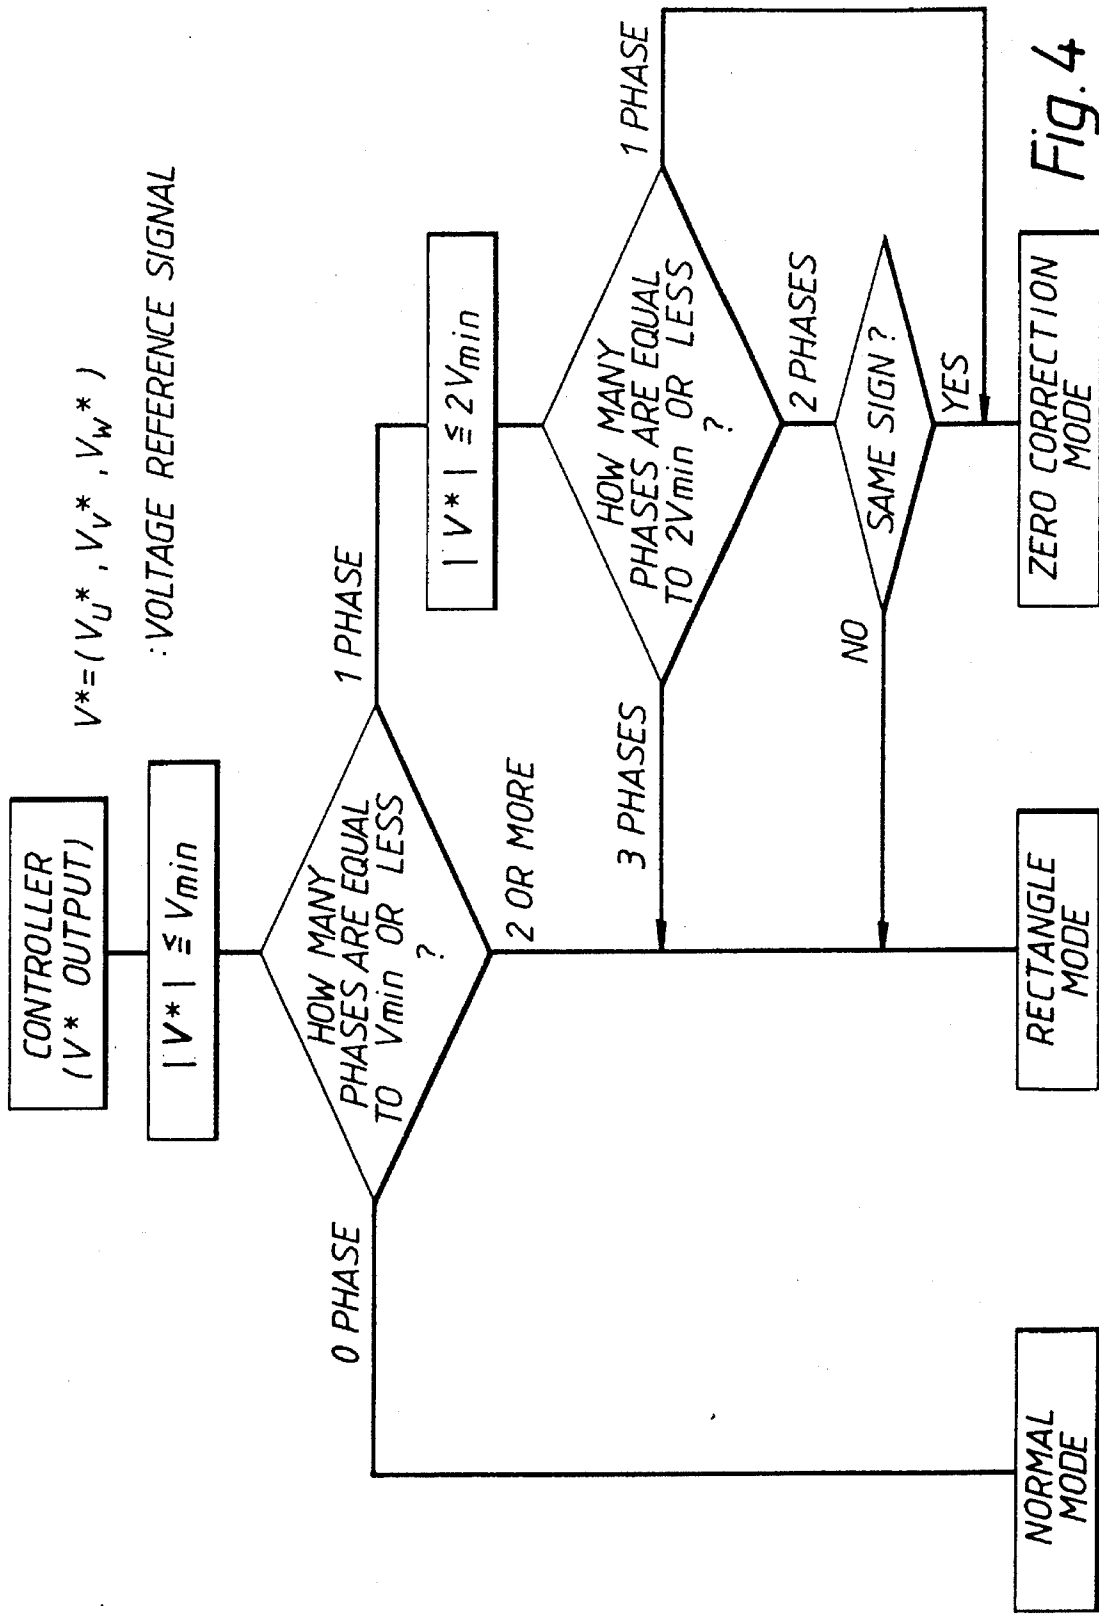 CONTROLLER
(V* OUTPUT)
V*=(VU*, VV*, VW*)
:VOLTAGE REFERENCE SIGNAL
|V*| ≦ Vmin
HOW MANY
PHASES ARE EQUAL
TO Vmin OR LESS
?
0 PHASE
1 PHASE
2 OR MORE
|V*| ≦ 2Vmin
HOW MANY
PHASES ARE EQUAL
TO 2Vmin OR LESS
?
3 PHASES
1 PHASE
2 PHASES
SAME SIGN ?
NO
YES
NORMAL
MODE
RECTANGLE
MODE
ZERO CORRECTION
MODE
Fig. 4